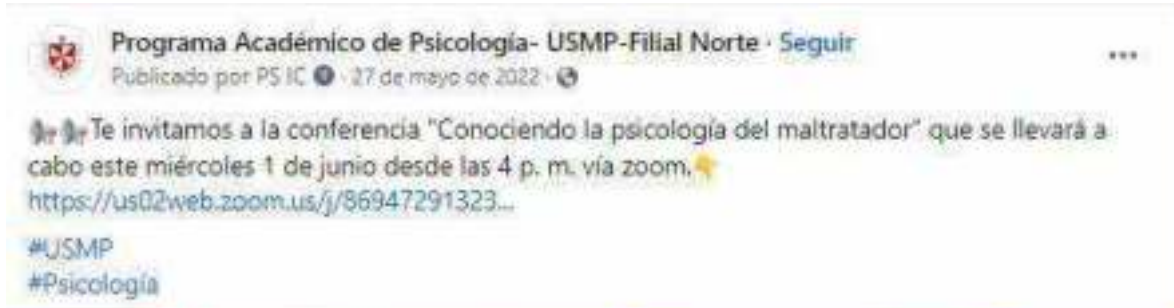 Programa Académico de Psicología- USMP-Filial Norte · Seguir
Publicado por PS IC · 27 de mayo de 2022 ·
Te invitamos a la conferencia "Conociendo la psicología del maltratador" que se llevará a
cabo este miércoles 1 de junio desde las 4 p. m. vía zoom.👇
https://us02web.zoom.us/j/86947291323...
#USMP
#Psicología